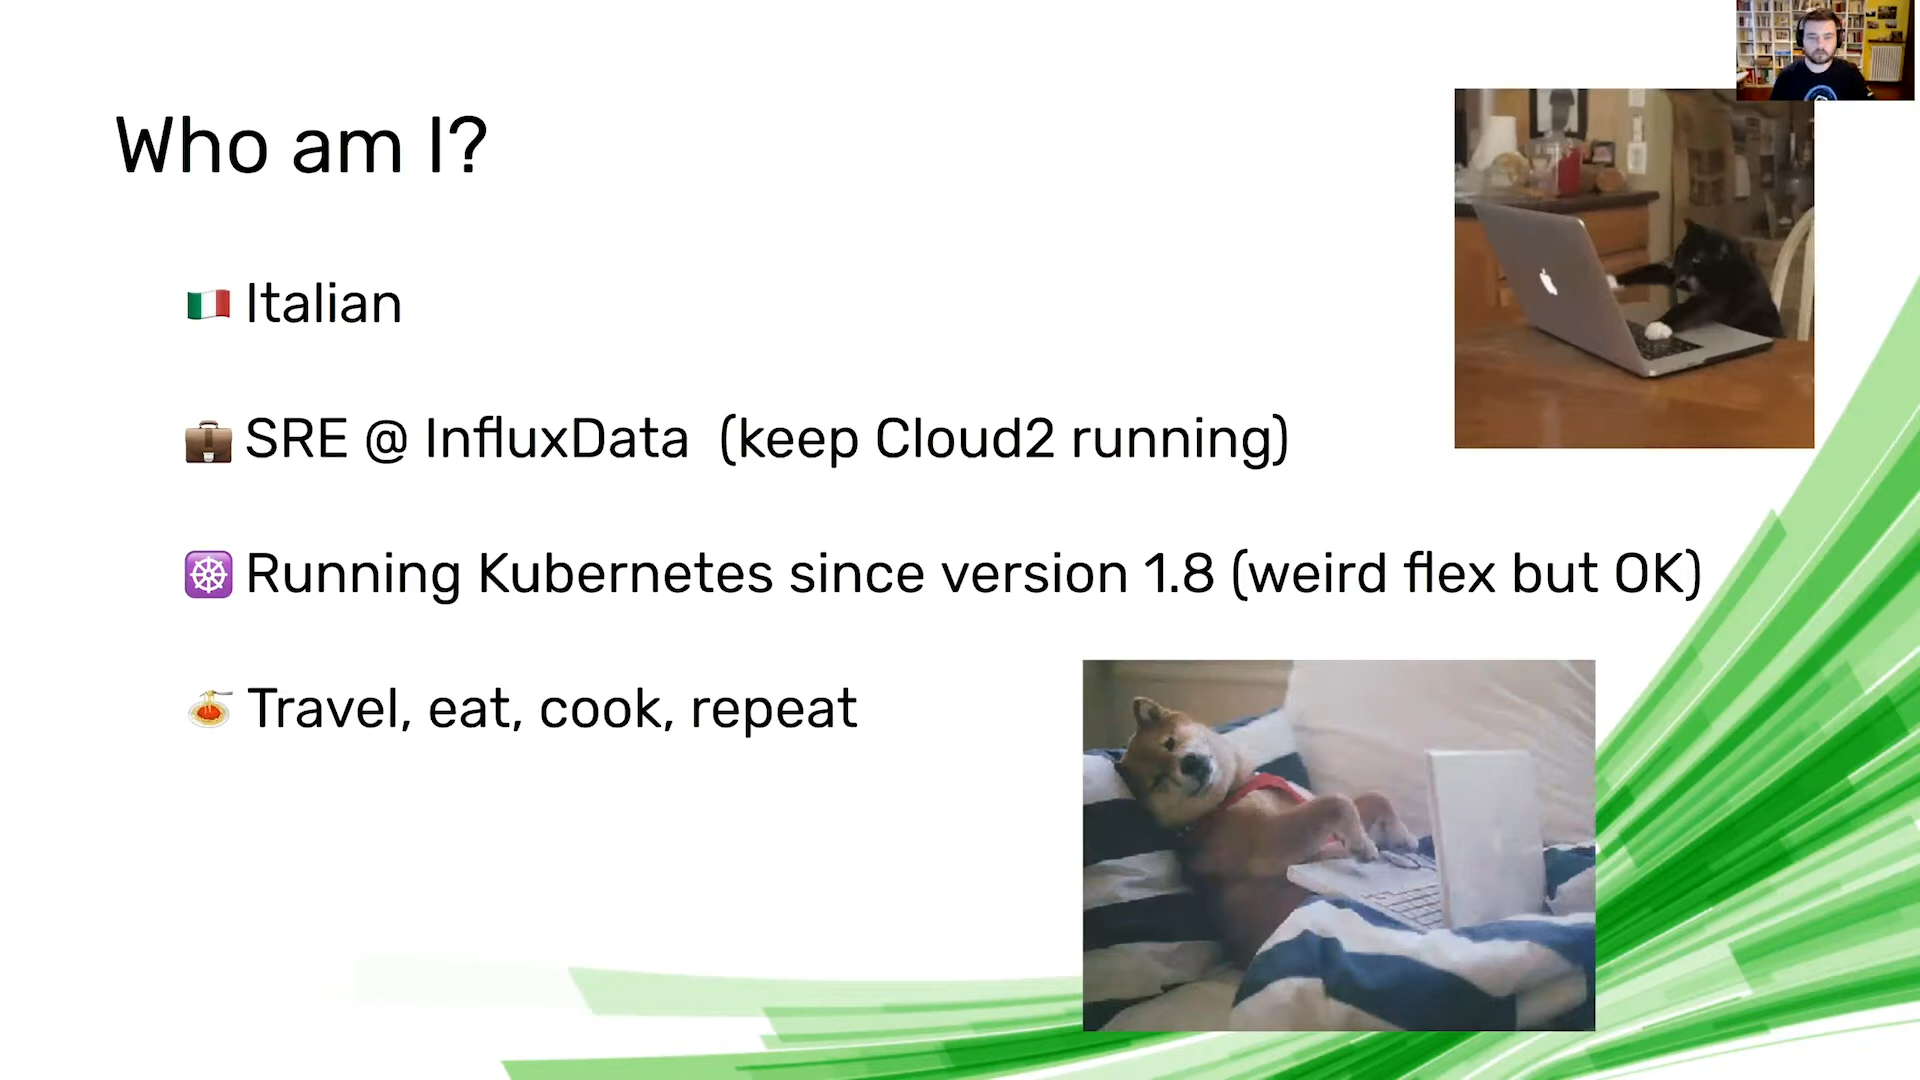 Who am I?
🇮🇹 Italian
💼 SRE @ InfluxData (keep Cloud2 running)
☸️ Running Kubernetes since version 1.8 (weird flex but OK)
🍝 Travel, eat, cook, repeat